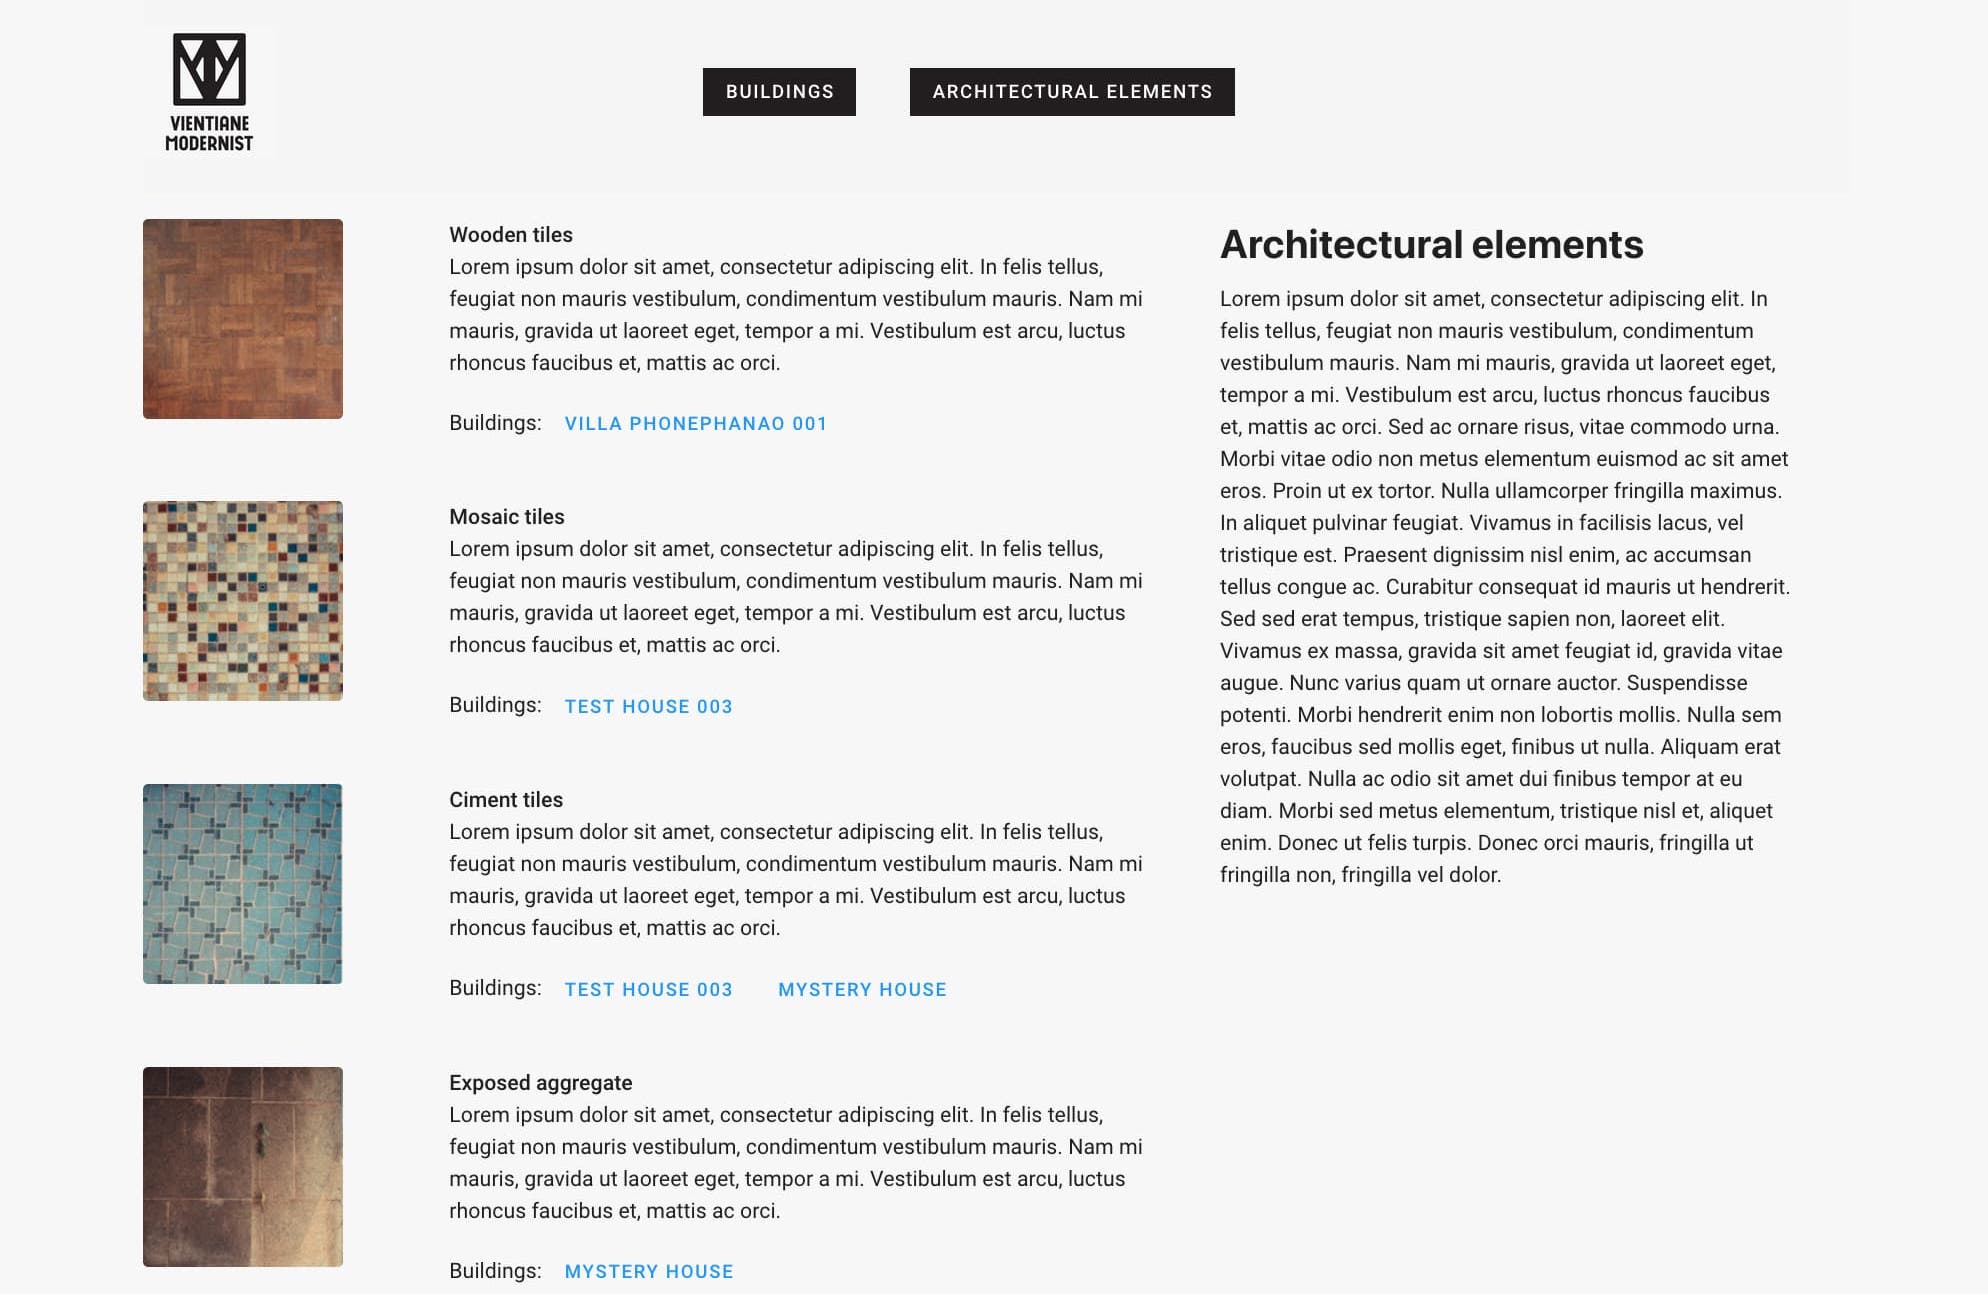 VIENTIANE
MODERNIST
BUILDINGS
ARCHITECTURAL ELEMENTS
Wooden tiles
Lorem ipsum dolor sit amet, consectetur adipiscing elit. In felis tellus,
feugiat non mauris vestibulum, condimentum vestibulum mauris. Nam mi
mauris, gravida ut laoreet eget, tempor a mi. Vestibulum est arcu, luctus
rhoncus faucibus et, mattis ac orci.
Buildings: VILLA PHONEPHANAO 001
Mosaic tiles
Lorem ipsum dolor sit amet, consectetur adipiscing elit. In felis tellus,
feugiat non mauris vestibulum, condimentum vestibulum mauris. Nam mi
mauris, gravida ut laoreet eget, tempor a mi. Vestibulum est arcu, luctus
rhoncus faucibus et, mattis ac orci.
Buildings: TEST HOUSE 003
Ciment tiles
Lorem ipsum dolor sit amet, consectetur adipiscing elit. In felis tellus,
feugiat non mauris vestibulum, condimentum vestibulum mauris. Nam mi
mauris, gravida ut laoreet eget, tempor a mi. Vestibulum est arcu, luctus
rhoncus faucibus et, mattis ac orci.
Buildings: TEST HOUSE 003 MYSTERY HOUSE
Exposed aggregate
Lorem ipsum dolor sit amet, consectetur adipiscing elit. In felis tellus,
feugiat non mauris vestibulum, condimentum vestibulum mauris. Nam mi
mauris, gravida ut laoreet eget, tempor a mi. Vestibulum est arcu, luctus
rhoncus faucibus et, mattis ac orci.
Buildings: MYSTERY HOUSE
Architectural elements
Lorem ipsum dolor sit amet, consectetur adipiscing elit. In
felis tellus, feugiat non mauris vestibulum, condimentum
vestibulum mauris. Nam mi mauris, gravida ut laoreet eget,
tempor a mi. Vestibulum est arcu, luctus rhoncus faucibus
et, mattis ac orci. Sed ac ornare risus, vitae commodo urna.
Morbi vitae odio non metus elementum euismod ac sit amet
eros. Proin ut ex tortor. Nulla ullamcorper fringilla maximus.
In aliquet pulvinar feugiat. Vivamus in facilisis lacus, vel
tristique est. Praesent dignissim nisl enim, ac accumsan
tellus congue ac. Curabitur consequat id mauris ut hendrerit.
Sed sed erat tempus, tristique sapien non, laoreet elit.
Vivamus ex massa, gravida sit amet feugiat id, gravida vitae
augue. Nunc varius quam ut ornare auctor. Suspendisse
potenti. Morbi hendrerit enim non lobortis mollis. Nulla sem
eros, faucibus sed mollis eget, finibus ut nulla. Aliquam erat
volutpat. Nulla ac odio sit amet dui finibus tempor at eu
diam. Morbi sed metus elementum, tristique nisl et, aliquet
enim. Donec ut felis turpis. Donec orci mauris, fringilla ut
fringilla non, fringilla vel dolor.